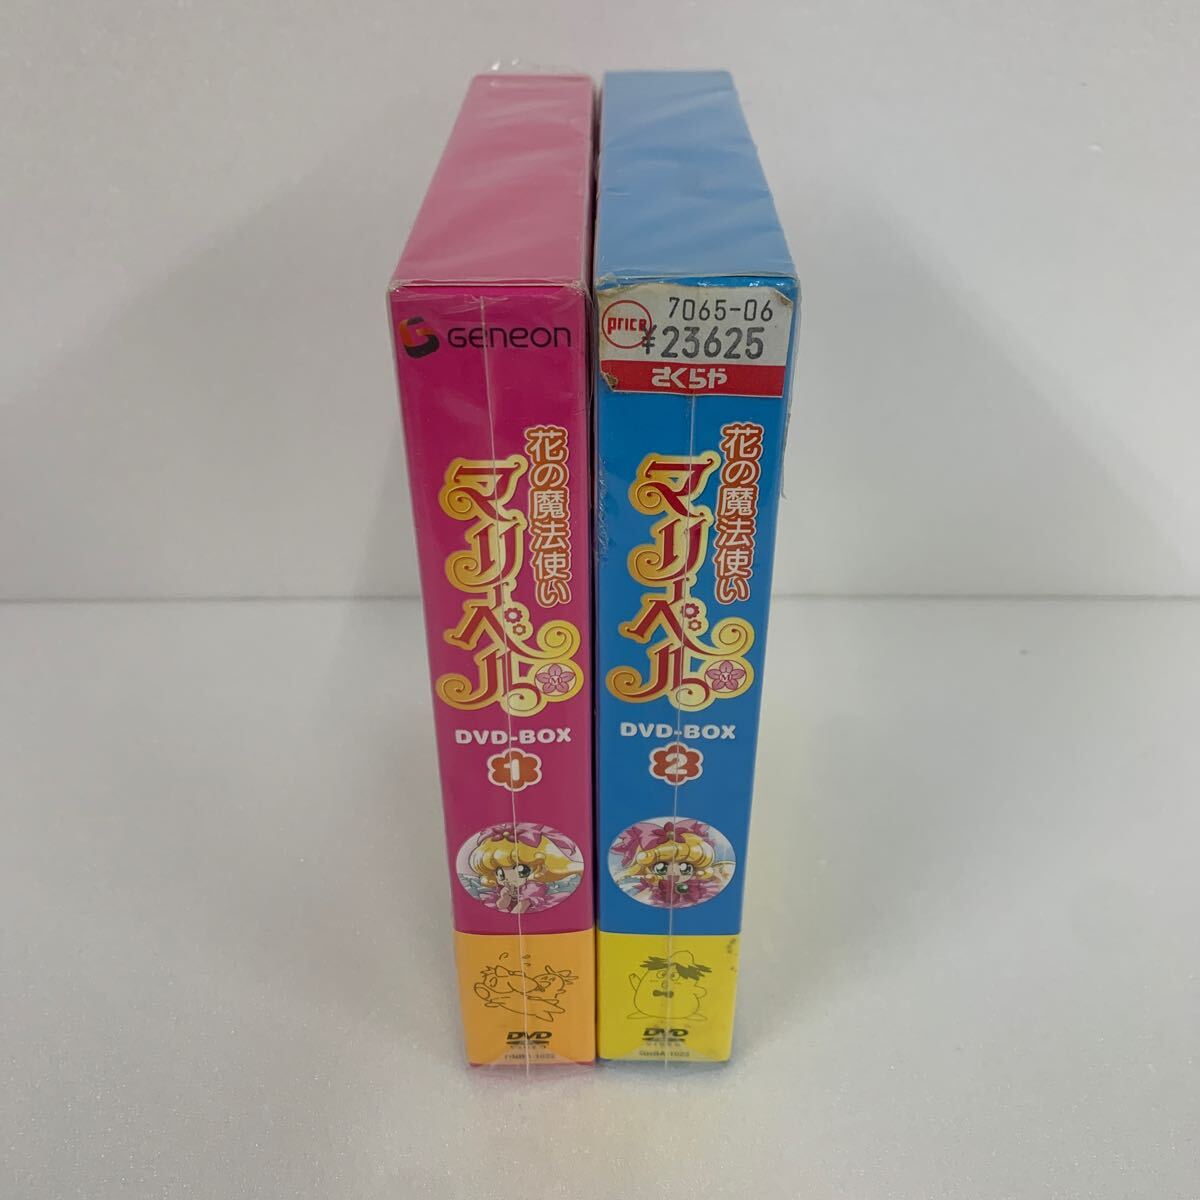 Geneon
花の魔法使い
マリーベル
DVD-BOX
1
DVD
VIDEO
7065-06
price
¥23625
さくらや
花の魔法使い
マリーベル
DVD-BOX
2
DVD
VIDEO